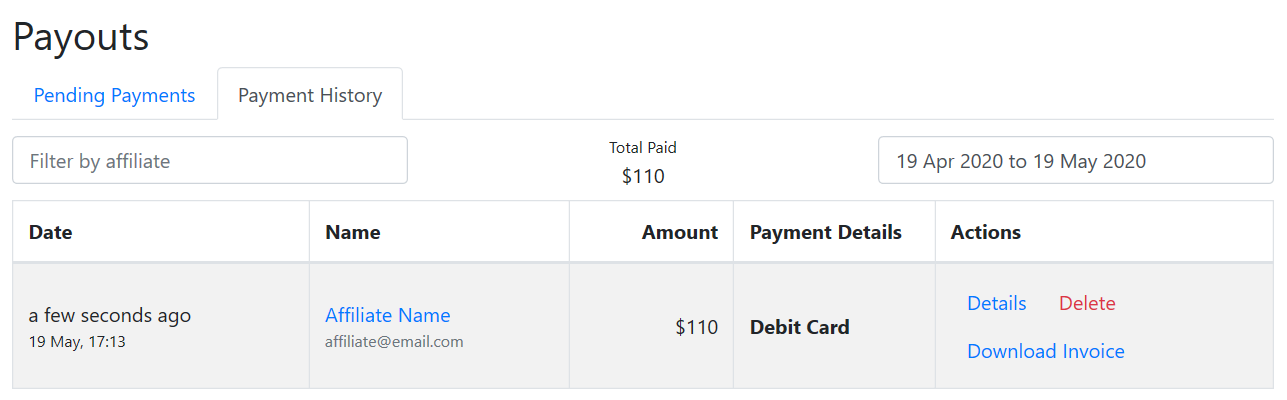 Payouts
Pending Payments
Payment History
Filter by affiliate
Total Paid
$110
19 Apr 2020 to 19 May 2020
Date
Name
Amount
Payment Details
Actions
a few seconds ago
19 May, 17:13
Affiliate Name
affiliate@email.com
$110
Debit Card
Details
Delete
Download Invoice